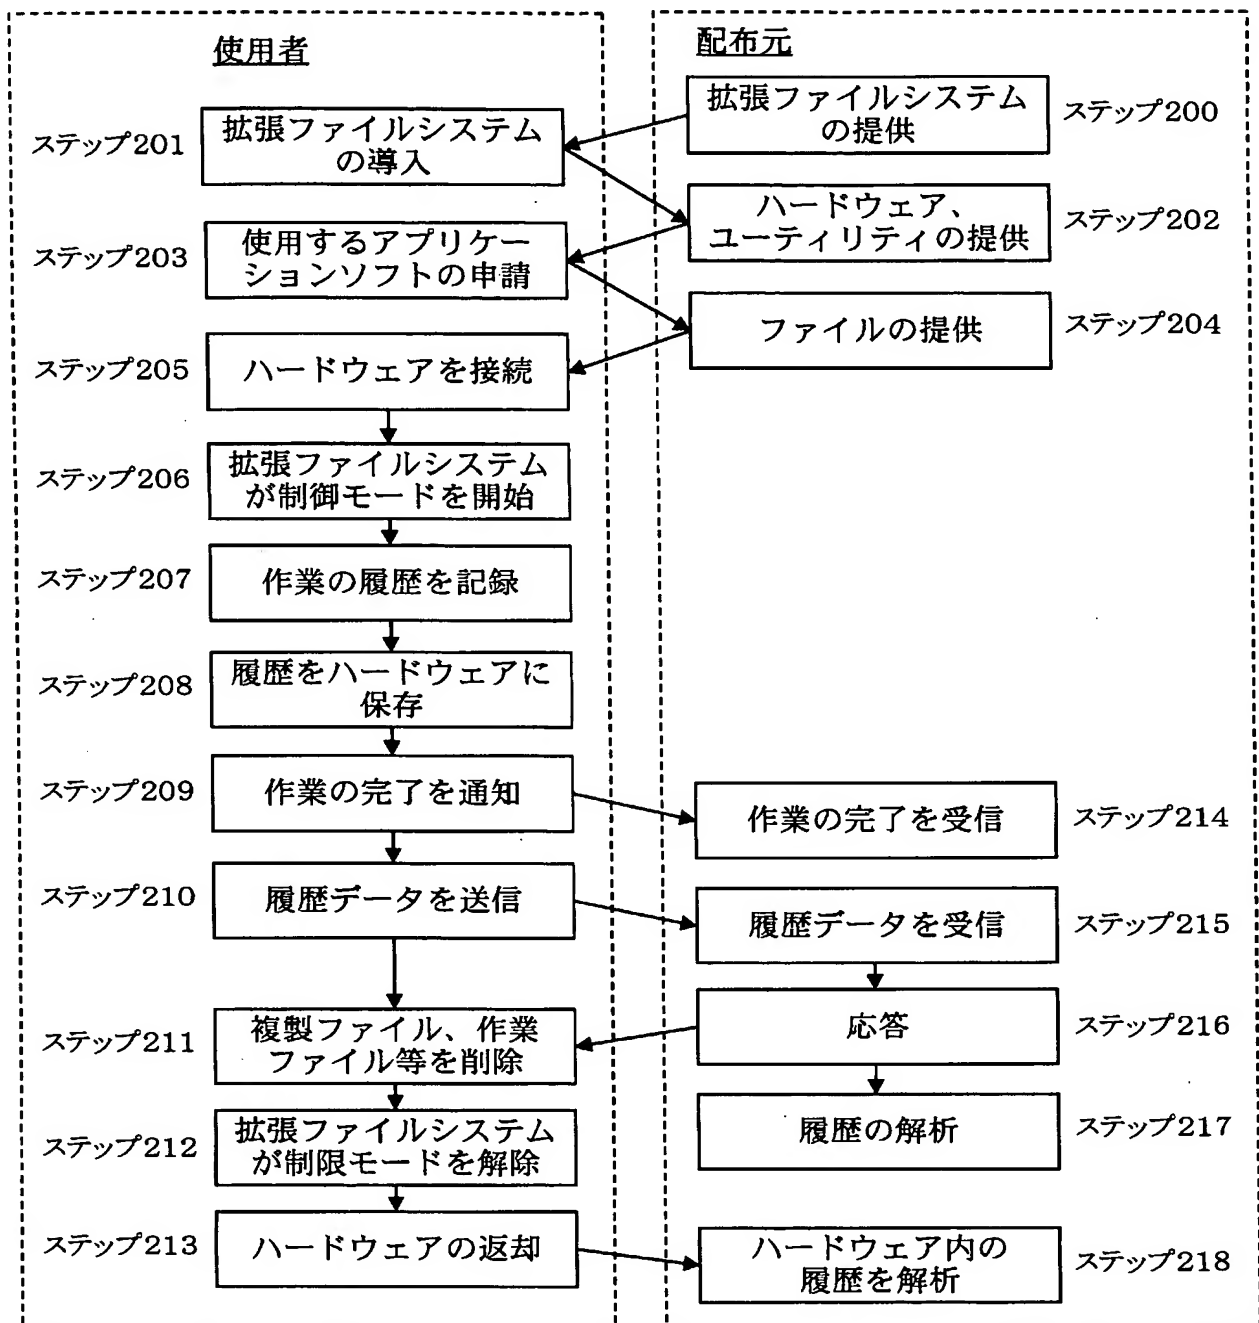 使用者
配布元
拡張ファイルシステム
の提供
ステップ200
ステップ201
拡張ファイルシステム
の導入
ハードウェア、
ユーティリティの提供
ステップ202
ステップ203
使用するアプリケー
ションソフトの申請
ファイルの提供
ステップ204
ステップ205
ハードウェアを接続
ステップ206
拡張ファイルシステム
が制御モードを開始
ステップ207
作業の履歴を記録
ステップ208
履歴をハードウェアに
保存
ステップ209
作業の完了を通知
作業の完了を受信
ステップ214
ステップ210
履歴データを送信
履歴データを受信
ステップ215
ステップ211
複製ファイル、作業
ファイル等を削除
応答
ステップ216
ステップ212
拡張ファイルシステム
が制限モードを解除
履歴の解析
ステップ217
ステップ213
ハードウェアの返却
ハードウェア内の
履歴を解析
ステップ218